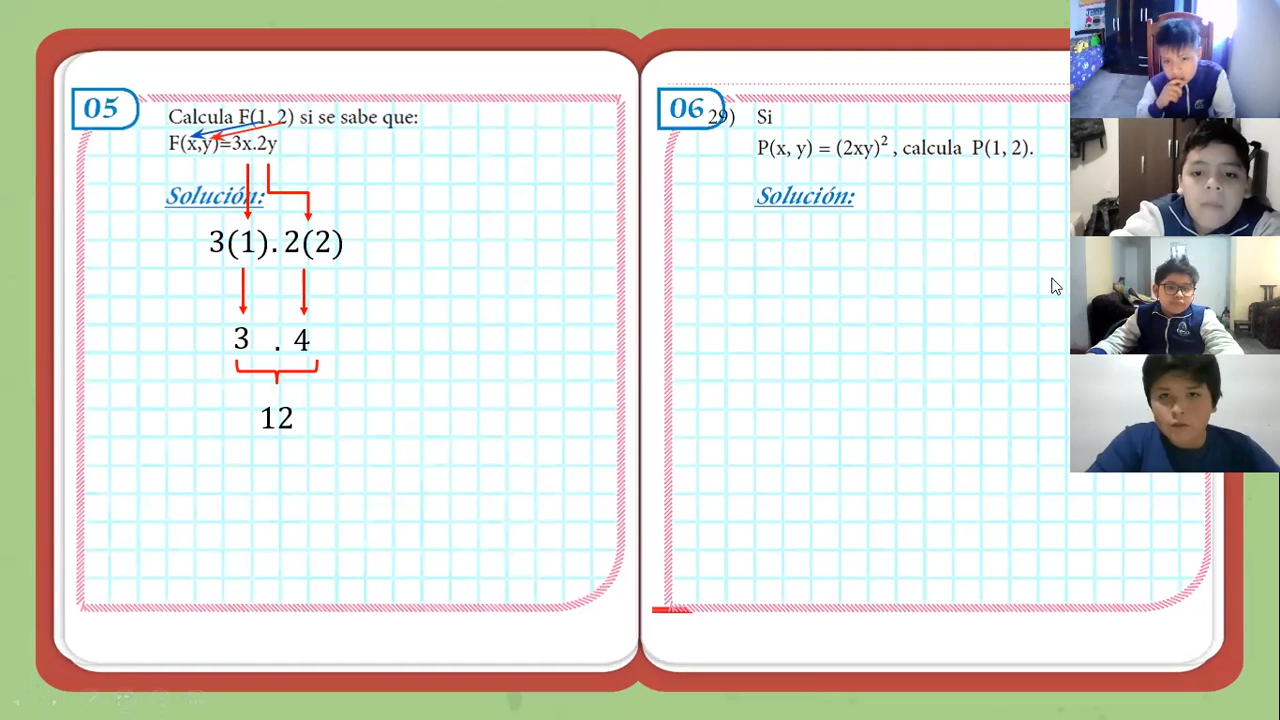 05
Calcula F(1, 2) si se sabe que:
F(x,y)=3x.2y
Solución:
3(1).2(2)
3 . 4
12
06
29) Si
P(x, y) = (2xy)², calcula P(1, 2).
Solución: